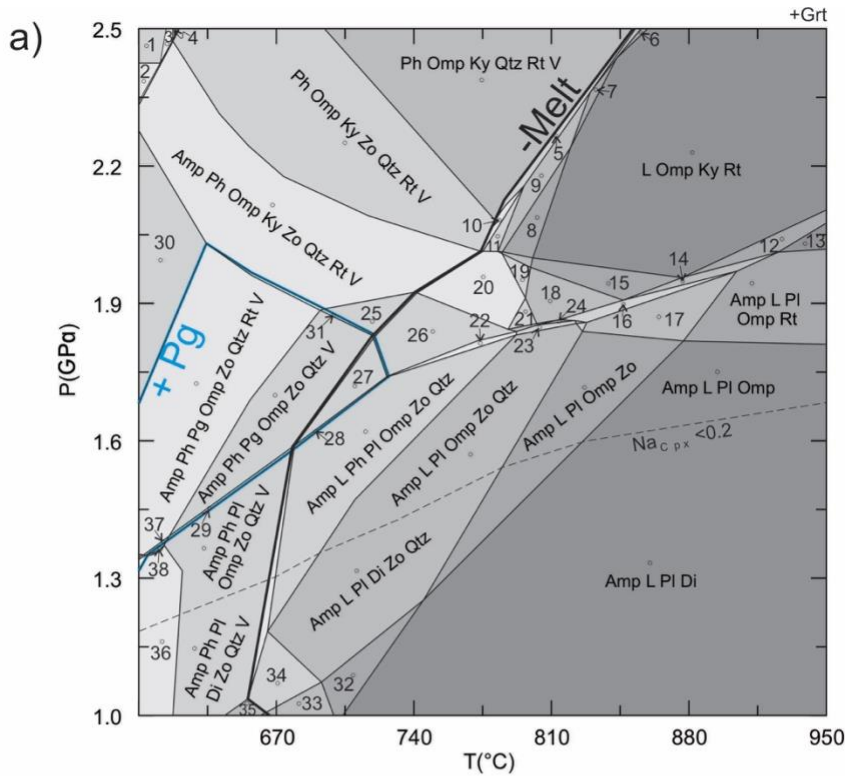 +Grt
a)
2.5
2.2
1.9
1.6
1.3
1.0
P(GPa)
670
740
810
880
950
T(°C)
1
2
3
4
Ph Omp Ky Qtz Rt V
-Melt
6
7
5
Ph Omp Ky Zo Qtz Rt V
L Omp Ky Rt
Amp Ph Omp Ky Zo Qtz Rt V
9
10
8
11
30
14
12
13
19
15
20
18
24
Amp L Pl
Omp Rt
31
25
26
22
21
23
16
17
+ Pg
Amp Ph Pg Omp Zo Qtz Rt V
Amp Ph Pg Omp Zo Qtz V
27
28
Amp L Ph Pl Omp Zo Qtz
Amp L Pl Omp Zo Qtz
Amp L Pl Omp Zo
Amp L Pl Omp
Na Cpx <0.2
37
38
29
Amp Ph Pl
Omp Zo Qtz V
Amp L Pl Di Zo Qtz
Amp L Pl Di
36
Amp Ph Pl
Di Zo Qtz V
34
35
33
32